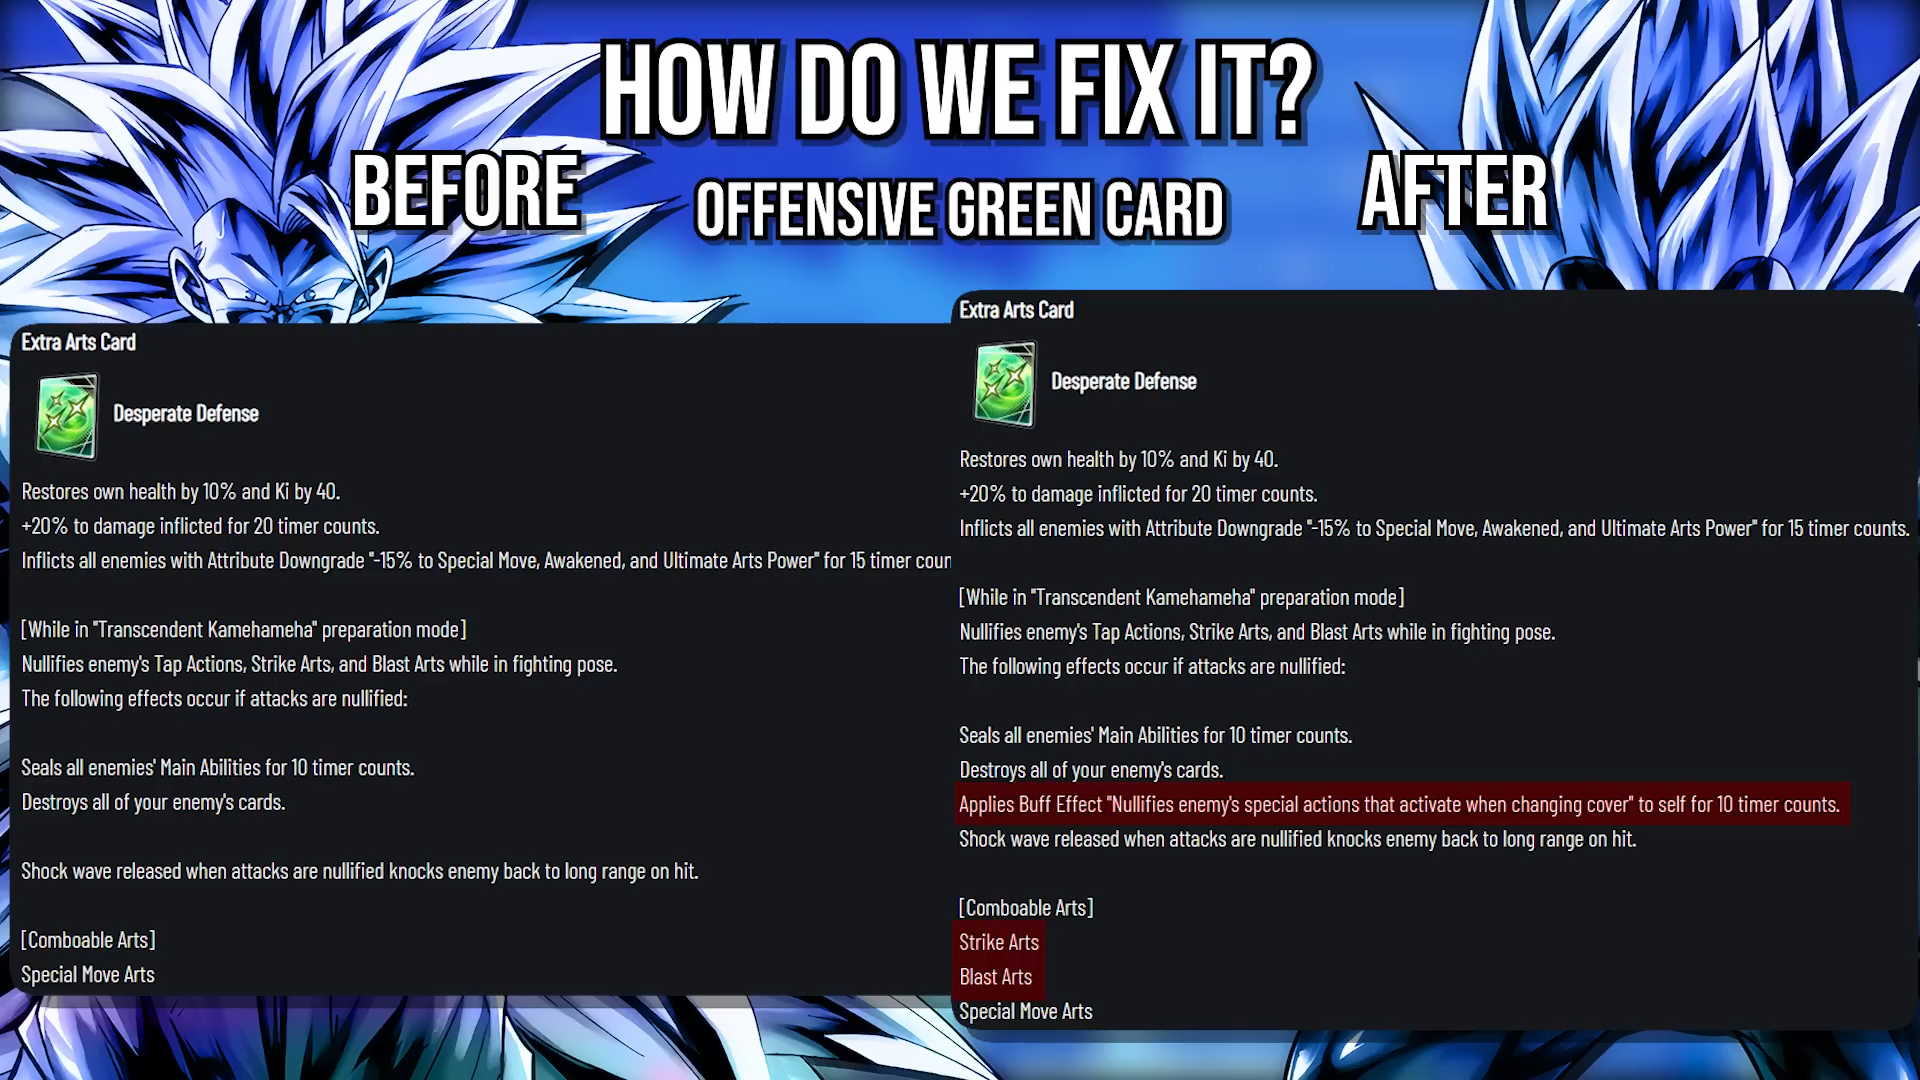 HOW DO WE FIX IT?
BEFORE
OFFENSIVE GREEN CARD
AFTER
Extra Arts Card
Desperate Defense
Restores own health by 10% and Ki by 40.
+20% to damage inflicted for 20 timer counts.
Inflicts all enemies with Attribute Downgrade "-15% to Special Move, Awakened, and Ultimate Arts Power" for 15 timer coun
[While in "Transcendent Kamehameha" preparation mode]
Nullifies enemy's Tap Actions, Strike Arts, and Blast Arts while in fighting pose.
The following effects occur if attacks are nullified:
Seals all enemies' Main Abilities for 10 timer counts.
Destroys all of your enemy's cards.
Shock wave released when attacks are nullified knocks enemy back to long range on hit.
[Comboable Arts]
Special Move Arts
Extra Arts Card
Desperate Defense
Restores own health by 10% and Ki by 40.
+20% to damage inflicted for 20 timer counts.
Inflicts all enemies with Attribute Downgrade "-15% to Special Move, Awakened, and Ultimate Arts Power" for 15 timer counts.
[While in "Transcendent Kamehameha" preparation mode]
Nullifies enemy's Tap Actions, Strike Arts, and Blast Arts while in fighting pose.
The following effects occur if attacks are nullified:
Seals all enemies' Main Abilities for 10 timer counts.
Destroys all of your enemy's cards.
Applies Buff Effect "Nullifies enemy's special actions that activate when changing cover" to self for 10 timer counts.
Shock wave released when attacks are nullified knocks enemy back to long range on hit.
[Comboable Arts]
Strike Arts
Blast Arts
Special Move Arts